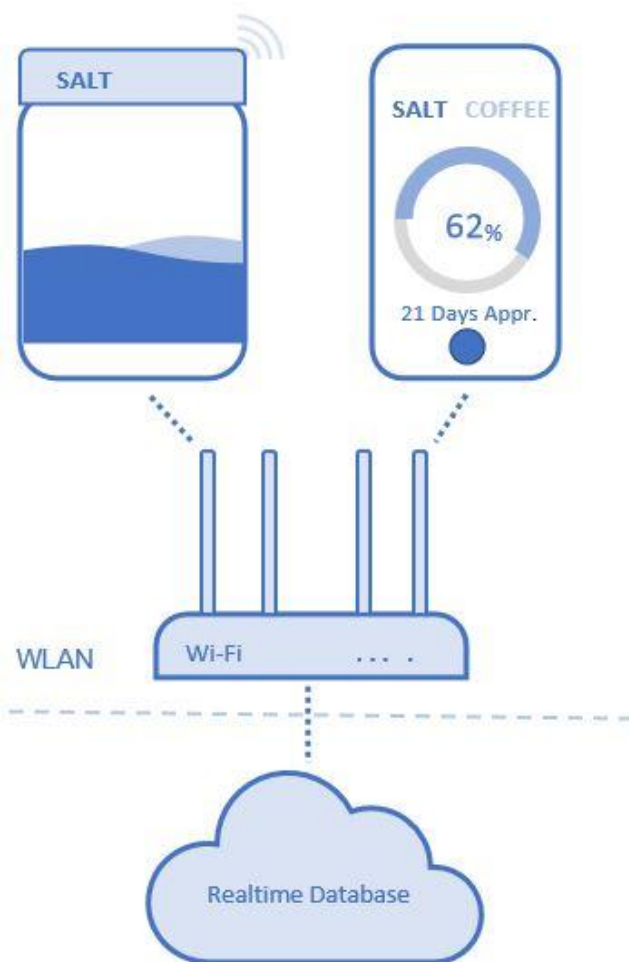 SALT
SALT COFFEE
62%
21 Days Appr.
WLAN
Wi-Fi .... .
Realtime Database